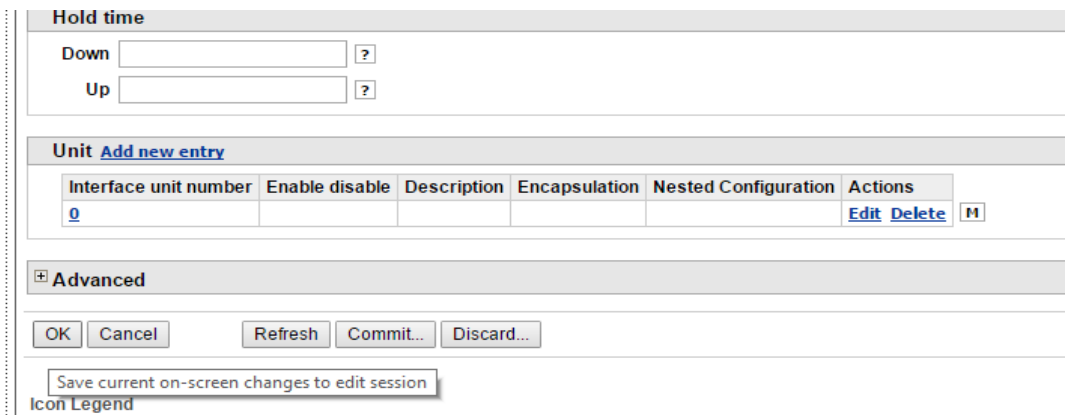 Hold time
Down ?
Up ?
Unit Add new entry
Interface unit number Enable disable Description Encapsulation Nested Configuration Actions
0 Edit Delete M
Advanced
OK Cancel Refresh Commit... Discard...
Save current on-screen changes to edit session
Icon Legend